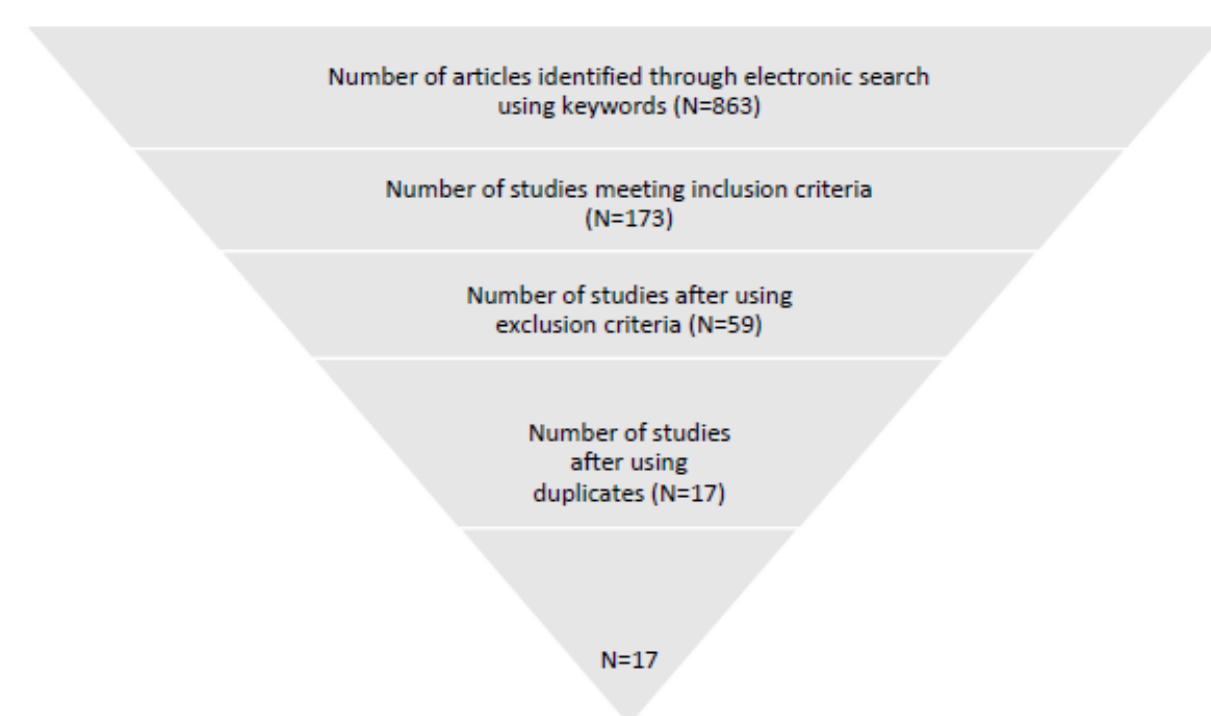 Number of articles identified through electronic search
using keywords (N=863)
Number of studies meeting inclusion criteria
(N=173)
Number of studies after using
exclusion criteria (N=59)
Number of studies
after using
duplicates (N=17)
N=17